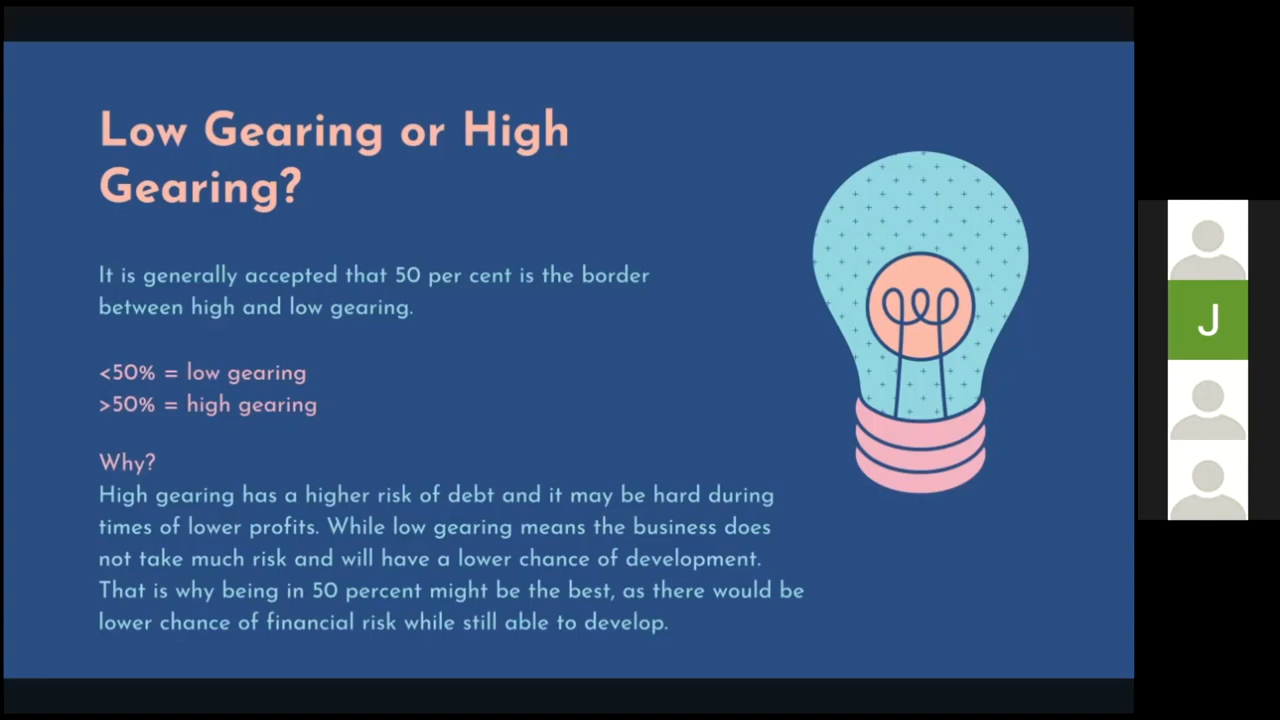 Low Gearing or High
Gearing?
It is generally accepted that 50 per cent is the border
between high and low gearing.
<50% = low gearing
>50% = high gearing
Why?
High gearing has a higher risk of debt and it may be hard during
times of lower profits. While low gearing means the business does
not take much risk and will have a lower chance of development.
That is why being in 50 percent might be the best, as there would be
lower chance of financial risk while still able to develop.
J